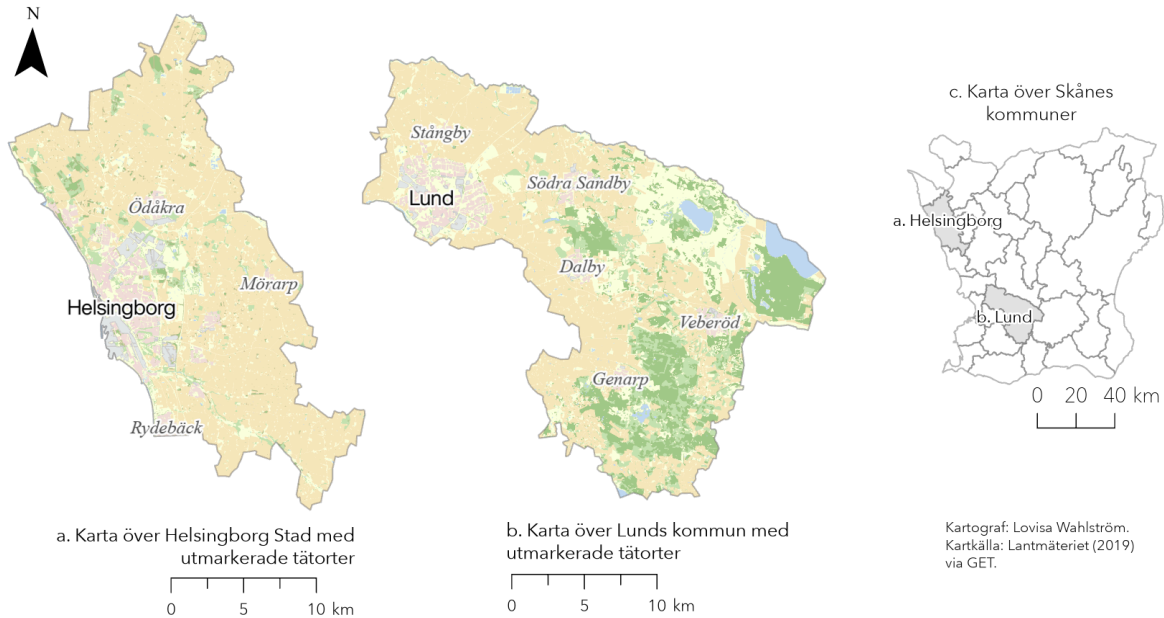 N
Stångby
Lund
Södra Sandby
Dalby
Veberöd
Genarp
Ödåkra
Mörarp
Helsingborg
Rydebäck
a. Karta över Helsingborg Stad med
utmarkerade tätorter
0 5 10 km
b. Karta över Lunds kommun med
utmarkerade tätorter
0 5 10 km
c. Karta över Skånes
kommuner
a. Helsingborg
b. Lund
0 20 40 km
Kartograf: Lovisa Wahlström.
Kartkälla: Lantmäteriet (2019)
via GET.